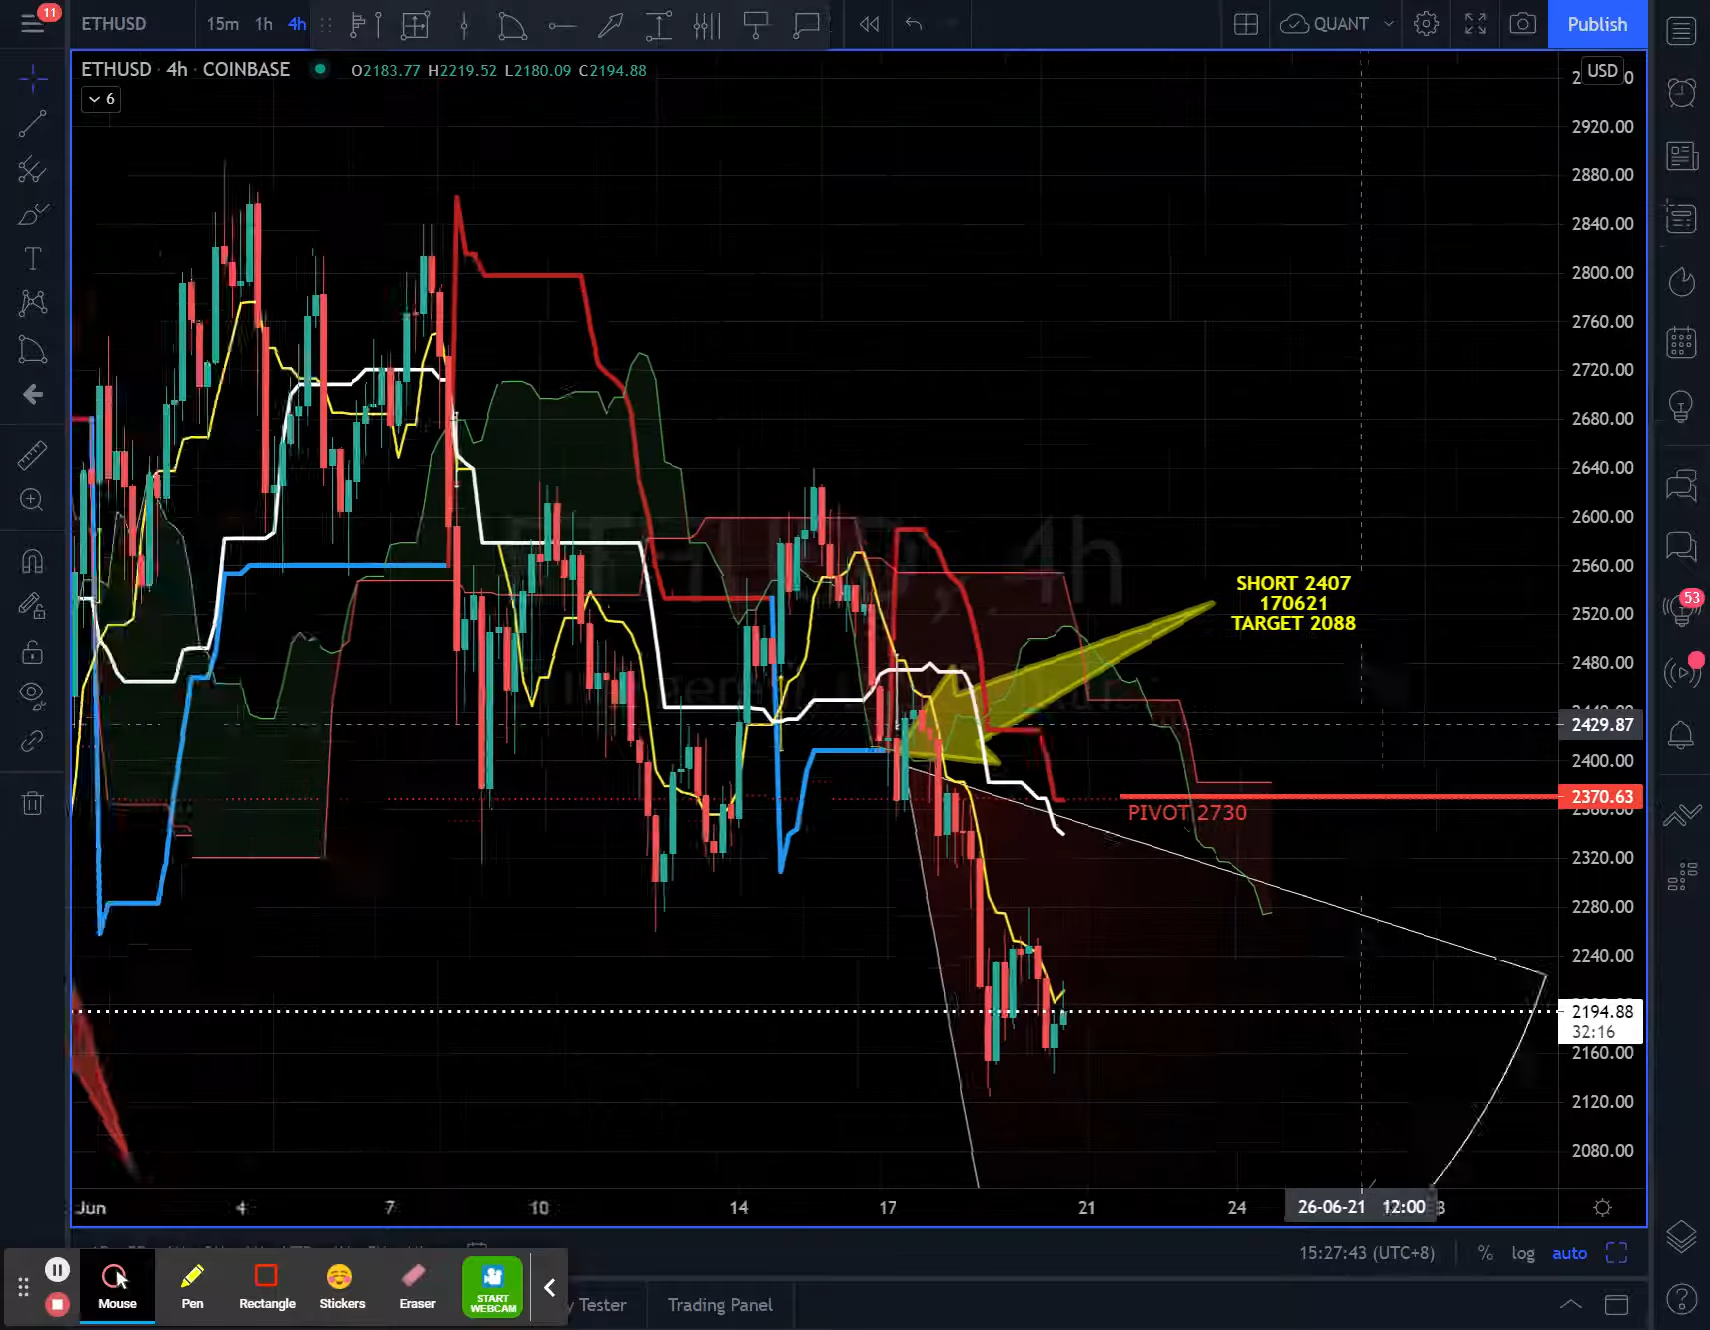 11
ETHUSD
15m 1h 4h
QUANT
Publish
ETHUSD · 4h · COINBASE O2183.77 H2219.52 L2180.09 C2194.88
6
USD
2920.00
2880.00
2840.00
2800.00
2760.00
2720.00
2680.00
2640.00
2600.00
2560.00
2520.00
2480.00
2429.87
2400.00
2370.63
2320.00
2280.00
2240.00
2194.88
32:16
2160.00
2120.00
2080.00
SHORT 2407
170621
TARGET 2088
PIVOT 2730
53
Jun 4 7 10 14 17 21 24 26-06-21 12:00
15:27:43 (UTC+8) % log auto
Mouse
Pen
Rectangle
Stickers
Eraser
START
WEBCAM
y Tester
Trading Panel